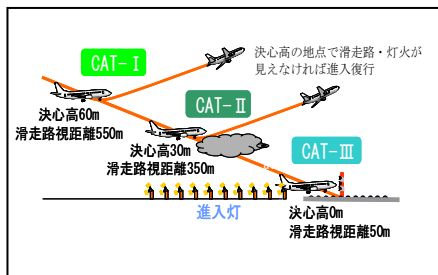 CAT-Ⅰ
決心高の地点で滑走路・灯火が
見えなければ進入復行
決心高60m
滑走路視距離550m
CAT-Ⅱ
決心高30m
滑走路視距離350m
CAT-Ⅲ
進入灯
決心高0m
滑走路視距離50m